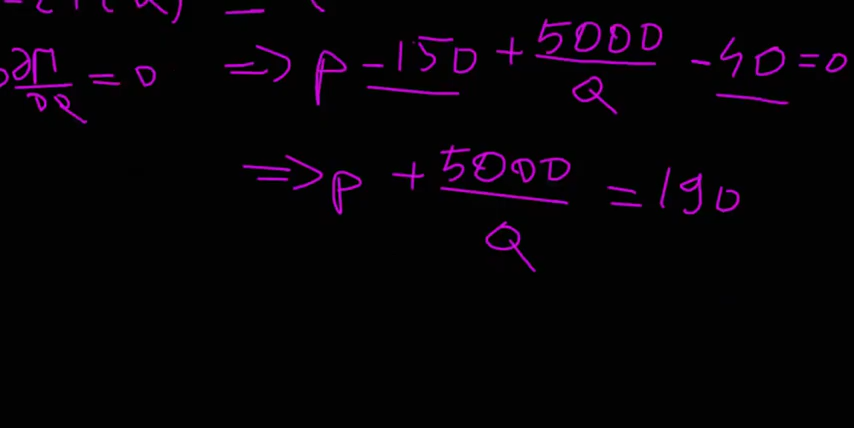 ∂Π/∂Q = 0 => P - 150 + 5000/Q - 40 = 0
=> P + 5000/Q = 190